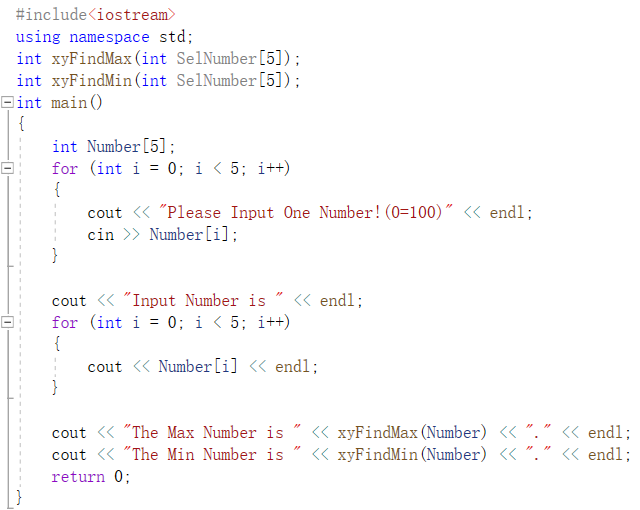 #include<iostream>
using namespace std;
int xyFindMax(int SelNumber[5]);
int xyFindMin(int SelNumber[5]);
int main()
{
    int Number[5];
    for (int i = 0; i < 5; i++)
    {
        cout << "Please Input One Number!(0=100)" << endl;
        cin >> Number[i];
    }

    cout << "Input Number is " << endl;
    for (int i = 0; i < 5; i++)
    {
        cout << Number[i] << endl;
    }

    cout << "The Max Number is " << xyFindMax(Number) << "." << endl;
    cout << "The Min Number is " << xyFindMin(Number) << "." << endl;
    return 0;
}